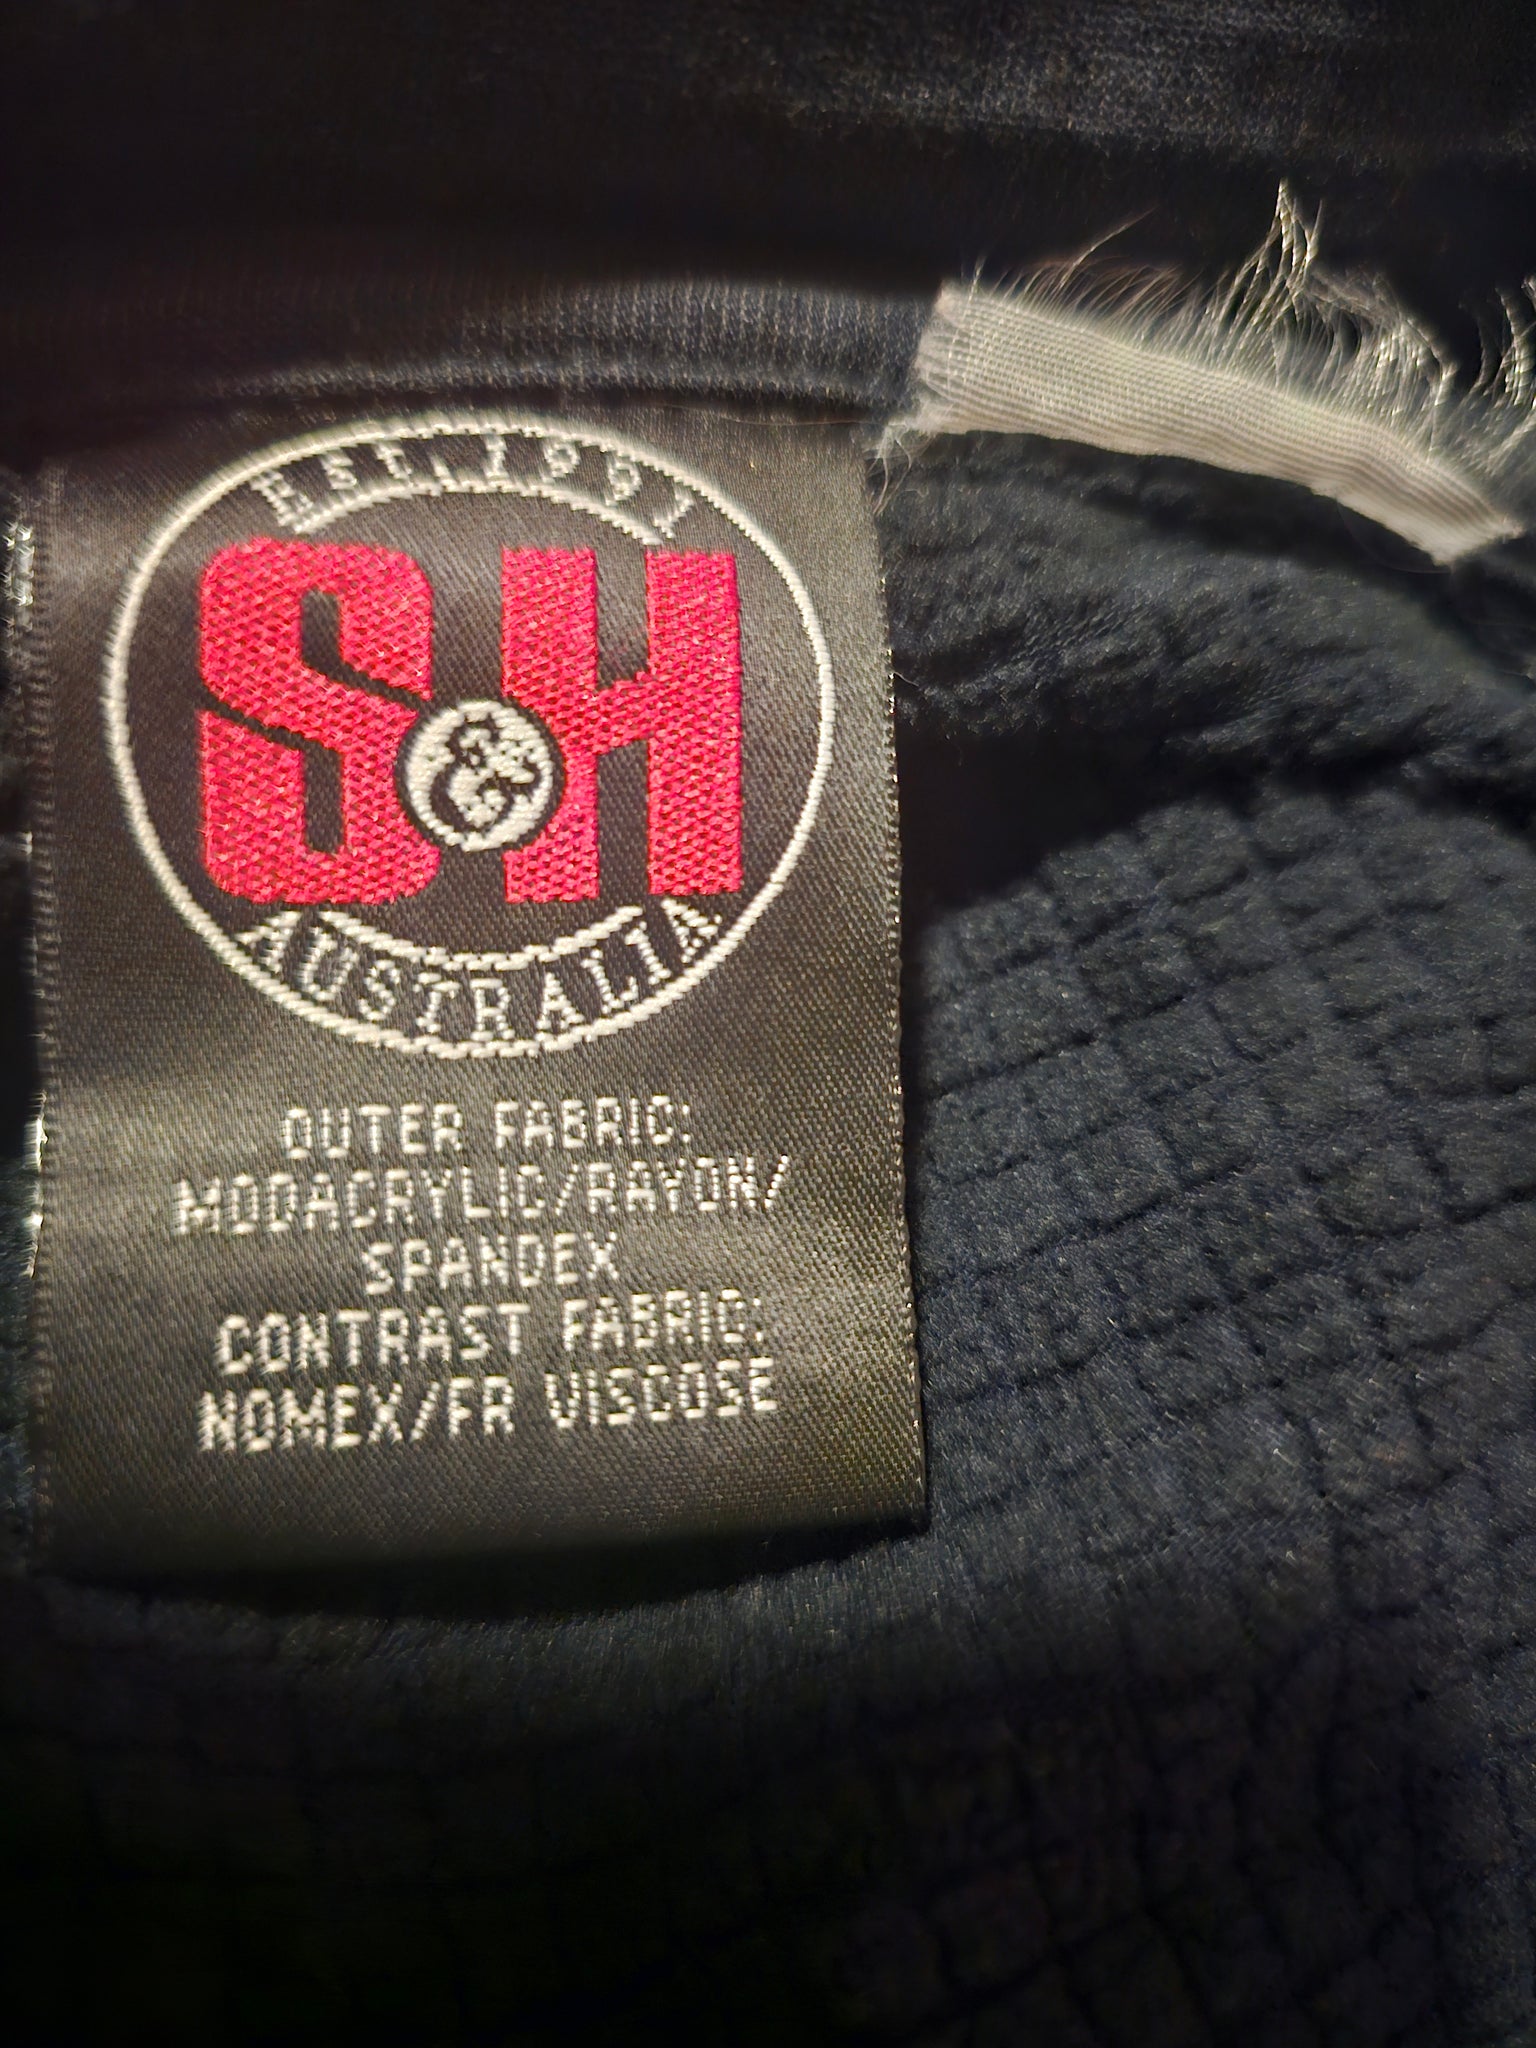 Est. 1991
S&H
AUSTRALIA
OUTER FABRIC:
MODACRYLIC/RAYON/
SPANDEX
CONTRAST FABRIC:
NOMEX/FR VISCOSE